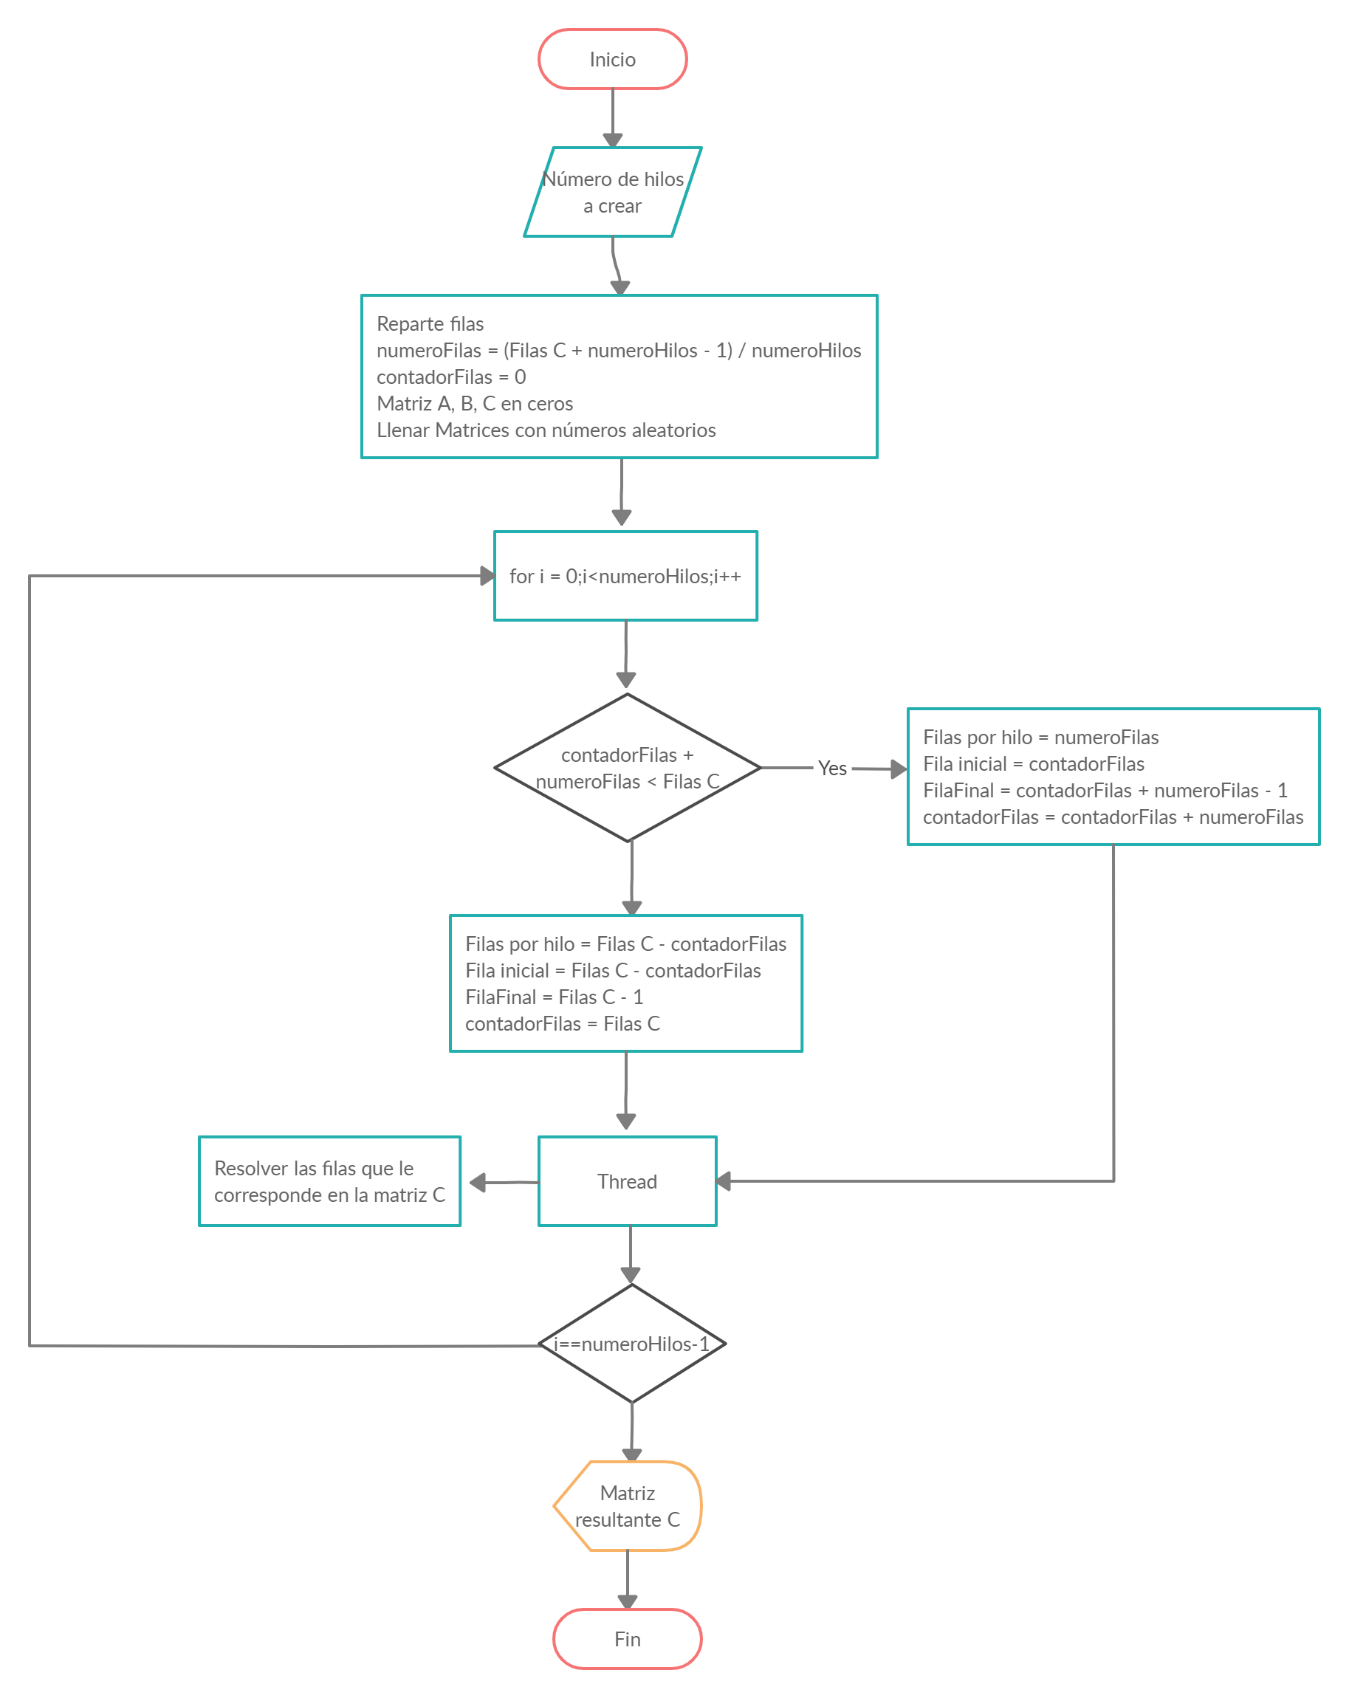 Inicio
Número de hilos
a crear
Reparte filas
numeroFilas = (Filas C + numeroHilos - 1) / numeroHilos
contadorFilas = 0
Matriz A, B, C en ceros
Llenar Matrices con números aleatorios
for i = 0;i<numeroHilos;i++
contadorFilas +
numeroFilas < Filas C
Yes
Filas por hilo = numeroFilas
Fila inicial = contadorFilas
FilaFinal = contadorFilas + numeroFilas - 1
contadorFilas = contadorFilas + numeroFilas
Filas por hilo = Filas C - contadorFilas
Fila inicial = Filas C - contadorFilas
FilaFinal = Filas C - 1
contadorFilas = Filas C
Resolver las filas que le
corresponde en la matriz C
Thread
i==numeroHilos-1
Matriz
resultante C
Fin